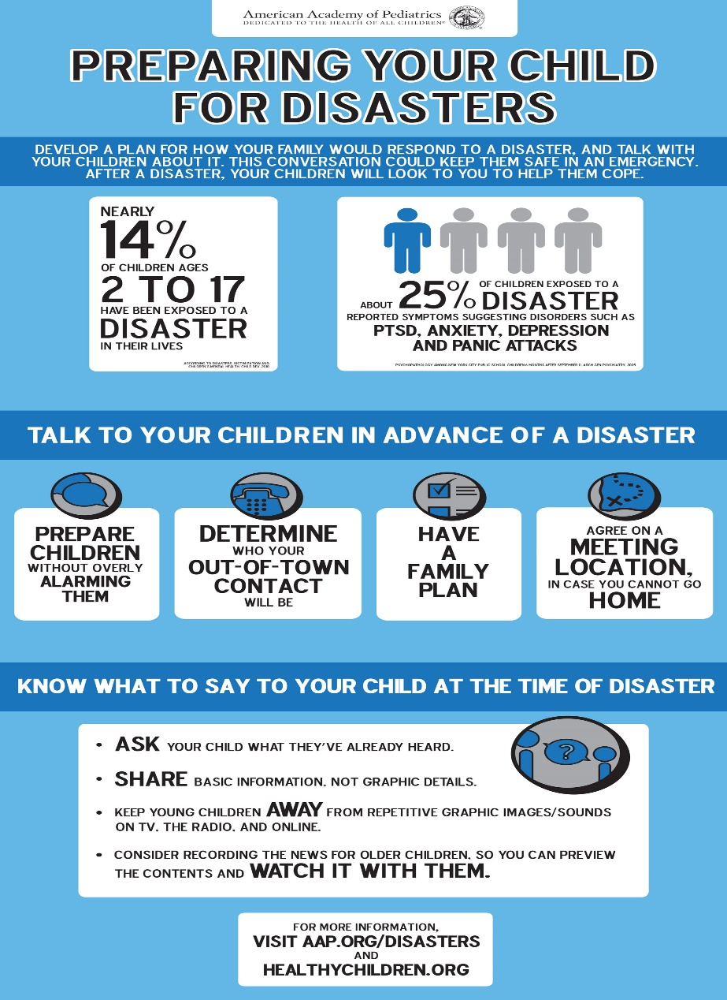 American Academy of Pediatrics
DEDICATED TO THE HEALTH OF ALL CHILDREN®
PREPARING YOUR CHILD
FOR DISASTERS
DEVELOP A PLAN FOR HOW YOUR FAMILY WOULD RESPOND TO A DISASTER, AND TALK WITH
YOUR CHILDREN ABOUT IT. THIS CONVERSATION COULD KEEP THEM SAFE IN AN EMERGENCY.
AFTER A DISASTER, YOUR CHILDREN WILL LOOK TO YOU TO HELP THEM COPE.
NEARLY
14%
OF CHILDREN AGES
2 TO 17
HAVE BEEN EXPOSED TO A
DISASTER
IN THEIR LIVES
ACCORDING TO DISASTERS, VICTIMIZATION AND
CHILDREN'S MENTAL HEALTH, CHILD DEV. 2010
ABOUT 25% OF CHILDREN EXPOSED TO A
DISASTER
REPORTED SYMPTOMS SUGGESTING DISORDERS SUCH AS
PTSD, ANXIETY, DEPRESSION
AND PANIC ATTACKS
PSYCHOPATHOLOGY AMONG NEW YORK CITY PUBLIC SCHOOL CHILDREN 6 MONTHS AFTER SEPTEMBER 11, ARCH GEN PSYCHIATRY, 2005
TALK TO YOUR CHILDREN IN ADVANCE OF A DISASTER
PREPARE
CHILDREN
WITHOUT OVERLY
ALARMING
THEM
DETERMINE
WHO YOUR
OUT-OF-TOWN
CONTACT
WILL BE
HAVE
A
FAMILY
PLAN
AGREE ON A
MEETING
LOCATION,
IN CASE YOU CANNOT GO
HOME
KNOW WHAT TO SAY TO YOUR CHILD AT THE TIME OF DISASTER
• ASK YOUR CHILD WHAT THEY'VE ALREADY HEARD.
?
• SHARE BASIC INFORMATION, NOT GRAPHIC DETAILS.
• KEEP YOUNG CHILDREN AWAY FROM REPETITIVE GRAPHIC IMAGES/SOUNDS
ON TV, THE RADIO, AND ONLINE.
• CONSIDER RECORDING THE NEWS FOR OLDER CHILDREN, SO YOU CAN PREVIEW
THE CONTENTS AND WATCH IT WITH THEM.
FOR MORE INFORMATION,
VISIT AAP.ORG/DISASTERS
AND
HEALTHYCHILDREN.ORG